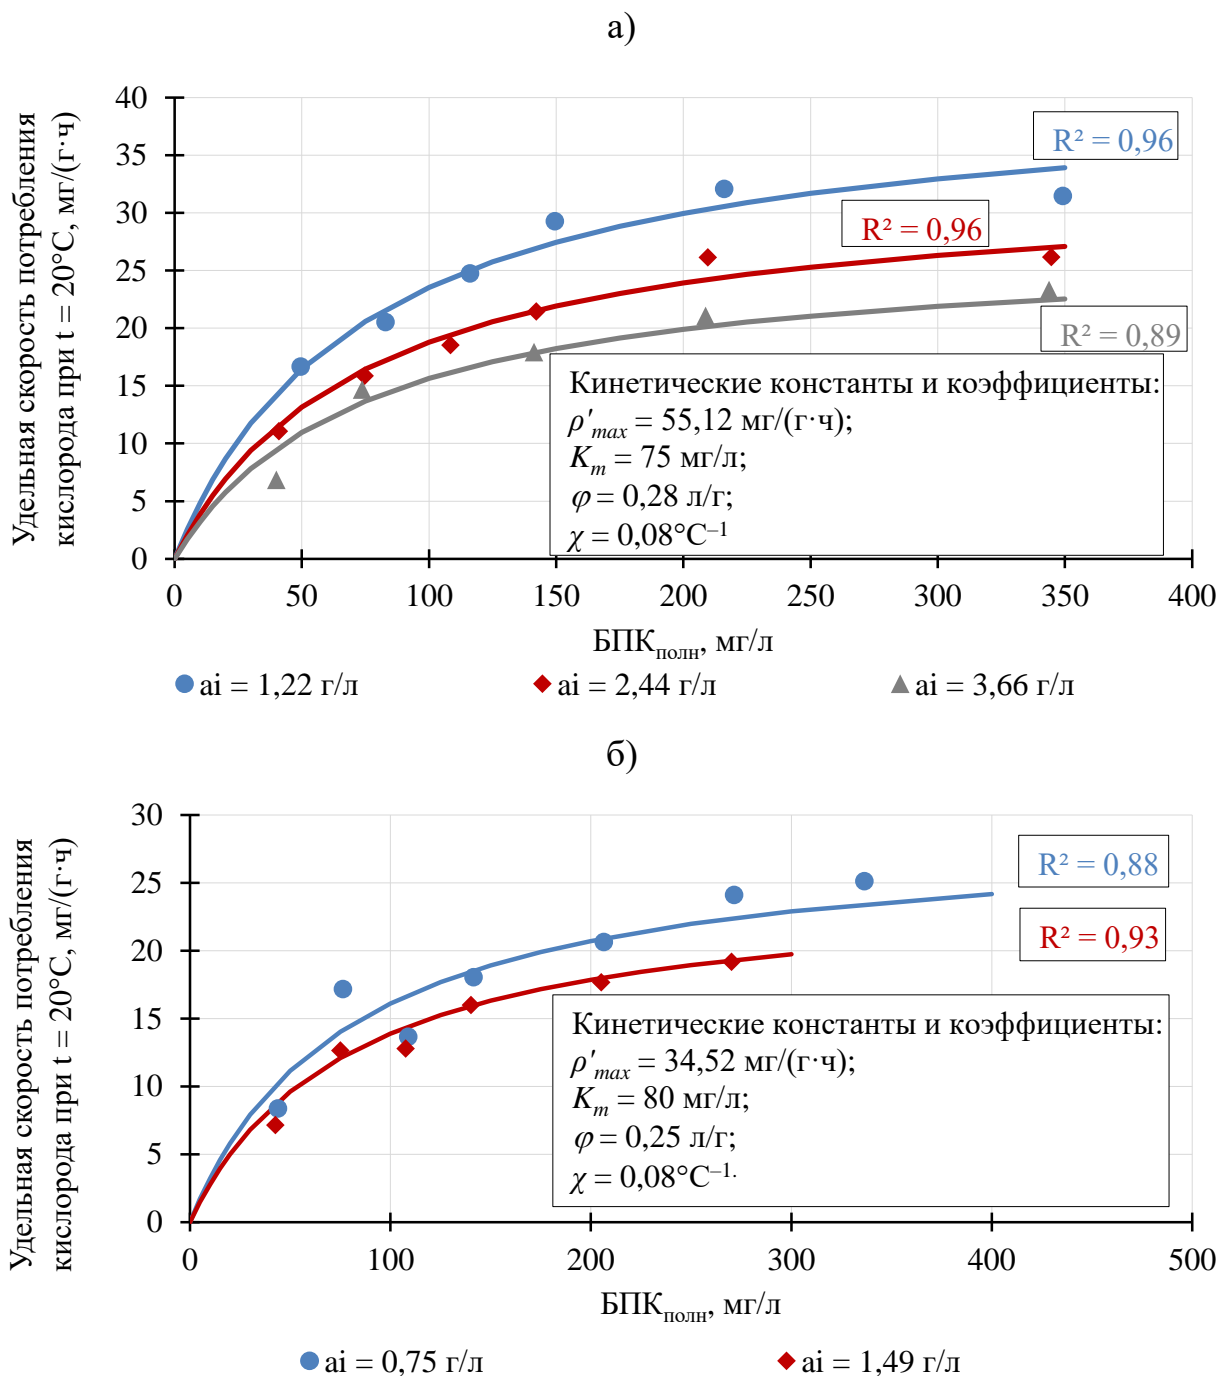 а)
Удельная скорость потребления
кислорода при t = 20°C, мг/(г·ч)
40
35
30
25
20
15
10
5
0
R² = 0,96
R² = 0,96
R² = 0,89
Кинетические константы и коэффициенты:
ρ'max = 55,12 мг/(г·ч);
Km = 75 мг/л;
φ = 0,28 л/г;
χ = 0,08°C–1
0 50 100 150 200 250 300 350 400
БПКполн, мг/л
ai = 1,22 г/л ai = 2,44 г/л ai = 3,66 г/л
б)
Удельная скорость потребления
кислорода при t = 20°C, мг/(г·ч)
30
25
20
15
10
5
0
R² = 0,88
R² = 0,93
Кинетические константы и коэффициенты:
ρ'max = 34,52 мг/(г·ч);
Km = 80 мг/л;
φ = 0,25 л/г;
χ = 0,08°C–1.
0 100 200 300 400 500
БПКполн, мг/л
ai = 0,75 г/л ai = 1,49 г/л